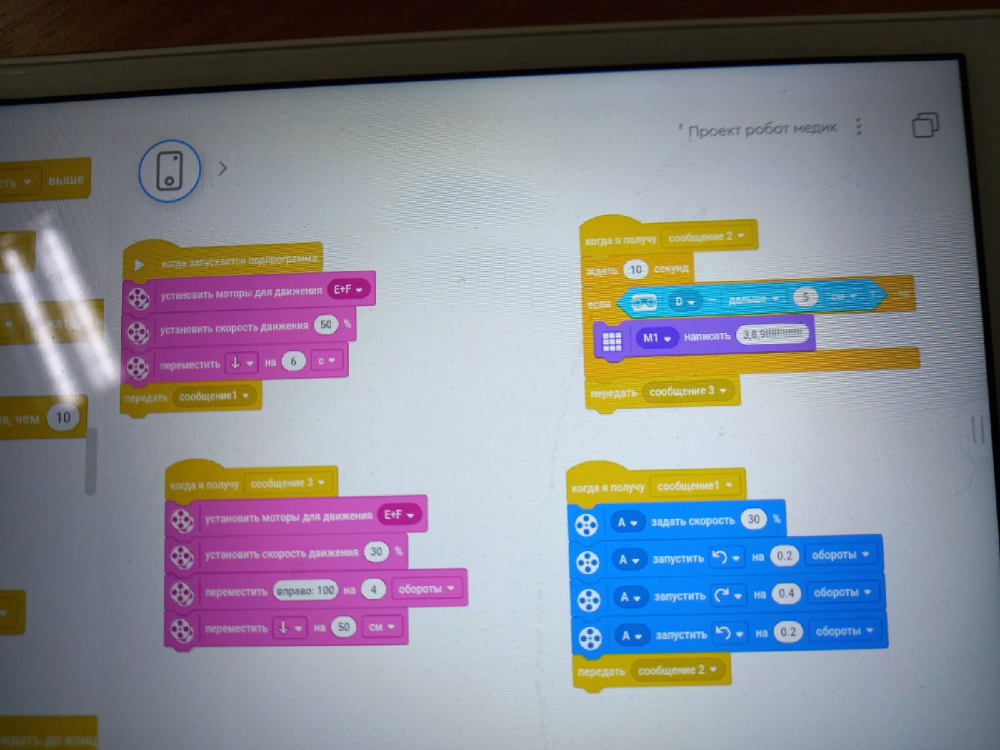 Проект робот медик
выше
когда запускается подпрограмма
установить моторы для движения E+F
установить скорость движения 50 %
переместить на 6 с
передать сообщение1
когда я получу сообщение 2
ждать 10 секунд
если D дальше 5 см ? , то
M1 написать 3,8,9!!!!!!!!!!!!!!!!
передать сообщение 3
чем 10
когда я получу сообщение 3
установить моторы для движения E+F
установить скорость движения 30 %
переместить вправо: 100 на 4 обороты
переместить на 50 см
когда я получу сообщение1
A задать скорость 30 %
A запустить на 0.2 обороты
A запустить на 0.4 обороты
A запустить на 0.2 обороты
передать сообщение 2
ждать до